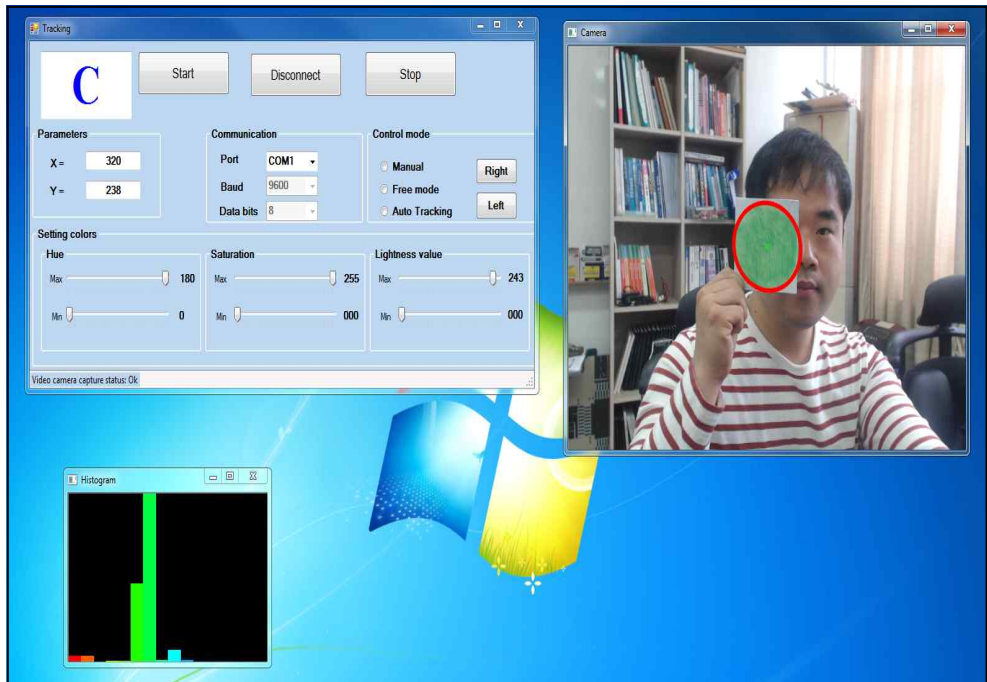 Tracking
C
Start
Disconnect
Stop
Parameters
X = 320
Y = 238
Communication
Port COM1
Baud 9600
Data bits 8
Control mode
Manual
Free mode
Auto Tracking
Right
Left
Setting colors
Hue
Max 180
Min 0
Saturation
Max 255
Min 000
Lightness value
Max 243
Min 000
Video camera capture status: Ok
Camera
Histogram